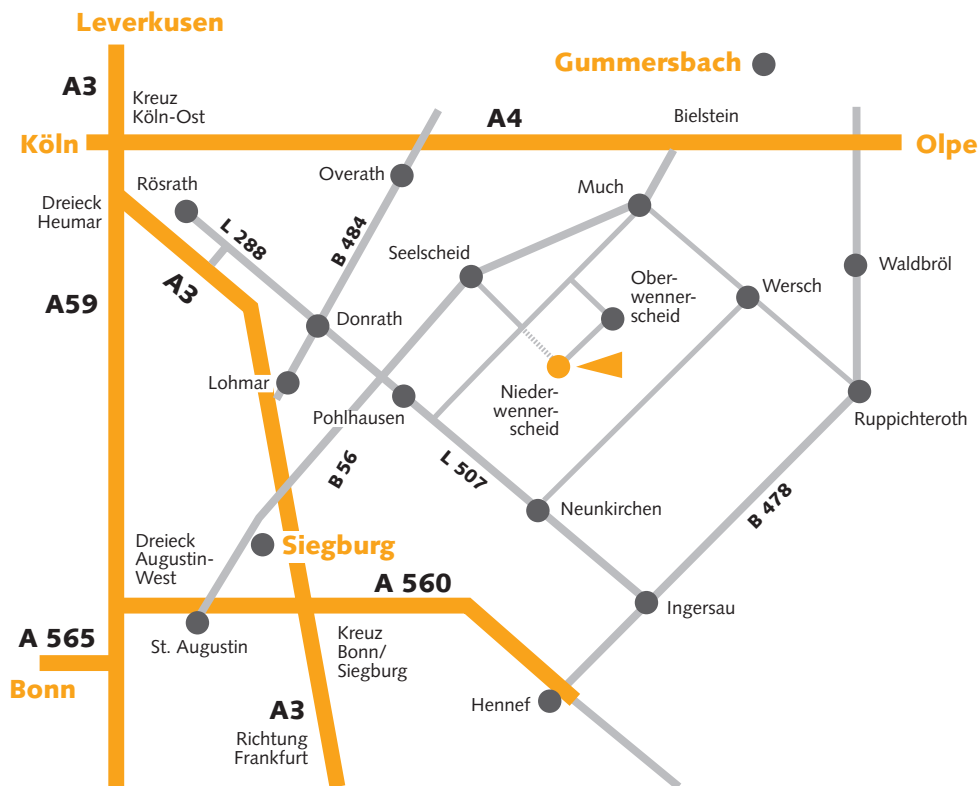 Leverkusen
Gummersbach
A3
Kreuz
Köln-Ost
A4
Bielstein
Köln
Olpe
Overath
Rösrath
Much
Dreieck
Heumar
L 288
B 484
Seelscheid
Waldbröl
A3
Ober-
wenner-
scheid
Wersch
A59
Donrath
Lohmar
Nieder-
wenner-
scheid
Pohlhausen
Ruppichteroth
B 56
L 507
B 478
Neunkirchen
Dreieck
Augustin-
West
Siegburg
A 560
Ingersau
A 565
St. Augustin
Kreuz
Bonn/
Siegburg
Bonn
Hennef
A3
Richtung
Frankfurt